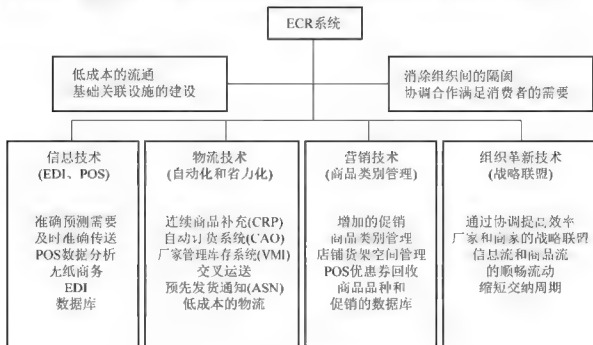 ECR系统
低成本的流通
基础关联设施的建设
消除组织间的隔阂
协调合作满足消费者的需要
信息技术
(EDI、POS)
准确预测需要
及时准确传送
POS数据分析
无纸商务
EDI
数据库
物流技术
(自动化和省力化)
连续商品补充(CRP)
自动订货系统(CAO)
厂家管理库存系统(VMI)
交叉运送
预先发货通知(ASN)
低成本的物流
营销技术
(商品类别管理)
增加的促销
商品类别管理
店铺货架空间管理
POS优惠券回收
商品品种和
促销的数据库
组织革新技术
(战略联盟)
通过协调提高效率
厂家和商家的战略联盟
信息流和商品流
的顺畅流动
缩短交纳周期